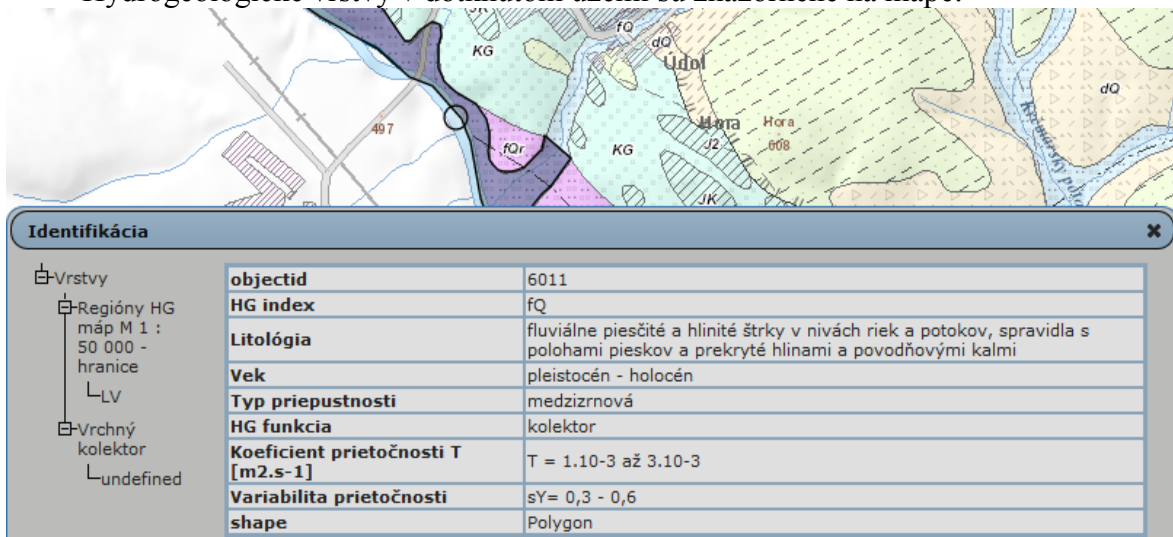 Hydrogeologické vrstvy v dotknutom území sú znázornené na mape:
fQ
dQ
KG
Údol
dQ
497
Hora
Hora
608
fQr
KG
J2
JK
Identifikácia
Vrstvy
Regióny HG
máp M 1 :
50 000 -
hranice
LV
Vrchný
kolektor
undefined
objectid 6011
HG index fQ
Litológia fluviálne piesčité a hlinité štrky v nivách riek a potokov, spravidla s
polohami pieskov a prekryté hlinami a povodňovými kalmi
Vek pleistocén - holocén
Typ priepustnosti medzizrnová
HG funkcia kolektor
Koeficient prietočnosti T
[m2.s-1] T = 1.10-3 až 3.10-3
Variabilita prietočnosti sY= 0,3 - 0,6
shape Polygon